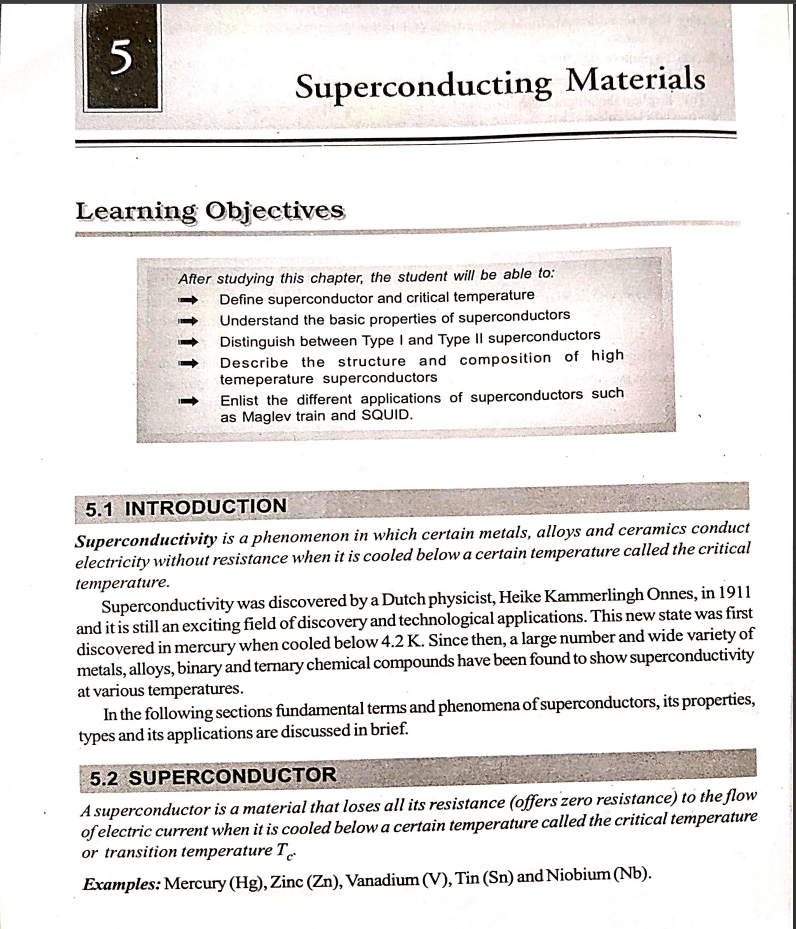 5
Superconducting Materials
Learning Objectives
After studying this chapter, the student will be able to:
➡ Define superconductor and critical temperature
➡ Understand the basic properties of superconductors
➡ Distinguish between Type I and Type II superconductors
➡ Describe the structure and composition of high
temeperature superconductors
➡ Enlist the different applications of superconductors such
as Maglev train and SQUID.
5.1 INTRODUCTION
Superconductivity is a phenomenon in which certain metals, alloys and ceramics conduct
electricity without resistance when it is cooled below a certain temperature called the critical
temperature.
Superconductivity was discovered by a Dutch physicist, Heike Kammerlingh Onnes, in 1911
and it is still an exciting field of discovery and technological applications. This new state was first
discovered in mercury when cooled below 4.2 K. Since then, a large number and wide variety of
metals, alloys, binary and ternary chemical compounds have been found to show superconductivity
at various temperatures.
In the following sections fundamental terms and phenomena of superconductors, its properties,
types and its applications are discussed in brief.
5.2 SUPERCONDUCTOR
A superconductor is a material that loses all its resistance (offers zero resistance) to the flow
of electric current when it is cooled below a certain temperature called the critical temperature
or transition temperature Tc.
Examples: Mercury (Hg), Zinc (Zn), Vanadium (V), Tin (Sn) and Niobium (Nb).